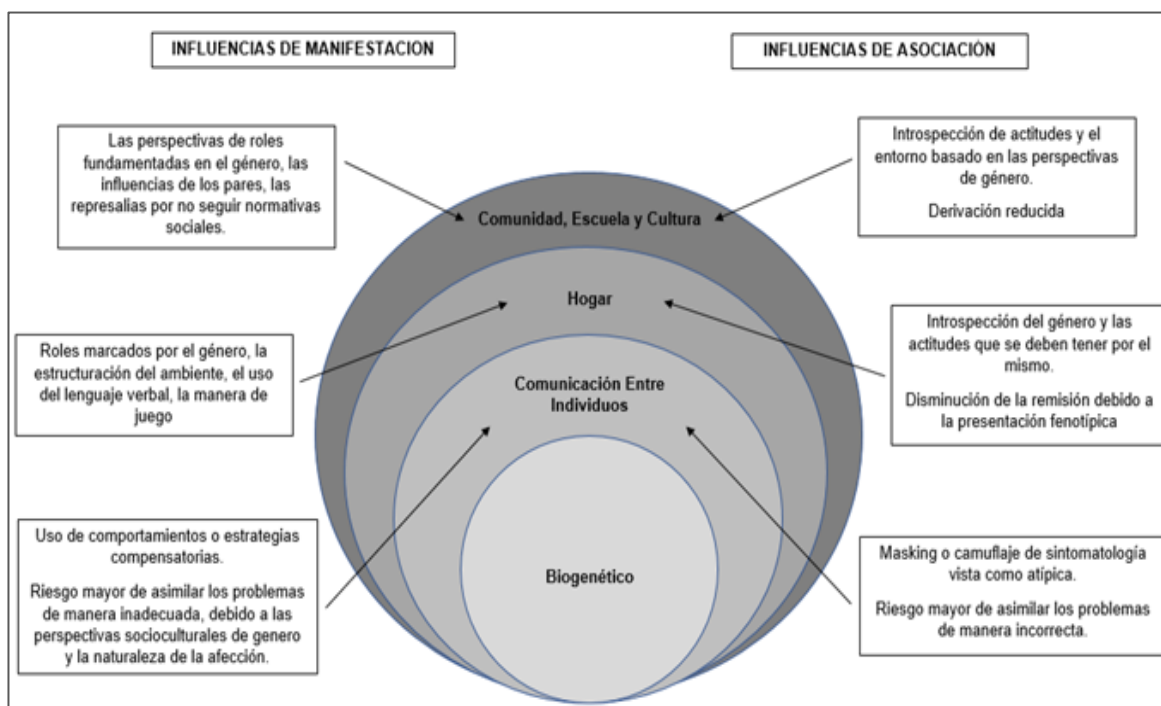 INFLUENCIAS DE MANIFESTACION
INFLUENCIAS DE ASOCIACIÓN
Las perspectivas de roles
fundamentadas en el género, las
influencias de los pares, las
represalias por no seguir normativas
sociales.
Introspección de actitudes y el
entorno basado en las perspectivas
de género.
Derivación reducida
Comunidad, Escuela y Cultura
Hogar
Roles marcados por el género, la
estructuración del ambiente, el uso
del lenguaje verbal, la manera de
juego
Introspección del género y las
actitudes que se deben tener por el
mismo.
Disminución de la remisión debido a
la presentación fenotípica
Comunicación Entre
Individuos
Uso de comportamientos o estrategias
compensatorias.
Riesgo mayor de asimilar los problemas
de manera inadecuada, debido a las
perspectivas socioculturales de genero
y la naturaleza de la afección.
Masking o camuflaje de sintomatología
vista como atípica.
Riesgo mayor de asimilar los problemas
de manera incorrecta.
Biogenético